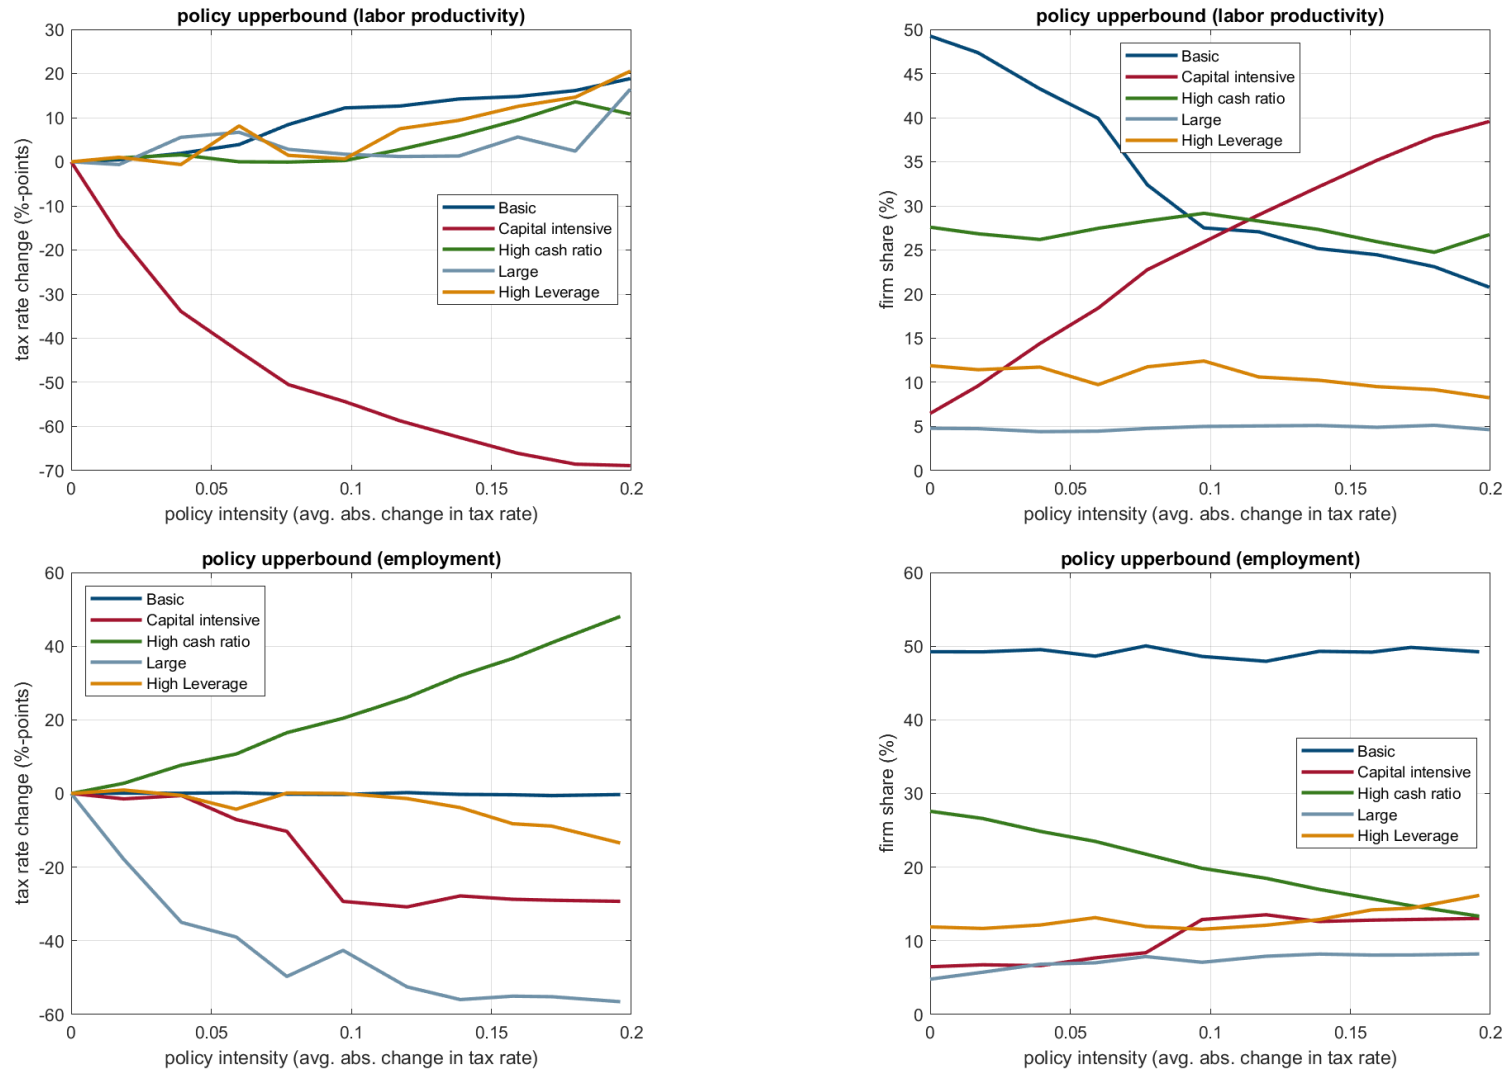 policy upperbound (labor productivity)
30
20
10
0
-10
-20
-30
-40
-50
-60
-70
tax rate change (%-points)
Basic
Capital intensive
High cash ratio
Large
High Leverage
0
0.05
0.1
0.15
0.2
policy intensity (avg. abs. change in tax rate)
policy upperbound (labor productivity)
50
45
40
35
30
25
20
15
10
5
0
firm share (%)
Basic
Capital intensive
High cash ratio
Large
High Leverage
0
0.05
0.1
0.15
0.2
policy intensity (avg. abs. change in tax rate)
policy upperbound (employment)
60
40
20
0
-20
-40
-60
tax rate change (%-points)
Basic
Capital intensive
High cash ratio
Large
High Leverage
0
0.05
0.1
0.15
0.2
policy intensity (avg. abs. change in tax rate)
policy upperbound (employment)
60
50
40
30
20
10
0
firm share (%)
Basic
Capital intensive
High cash ratio
Large
High Leverage
0
0.05
0.1
0.15
0.2
policy intensity (avg. abs. change in tax rate)